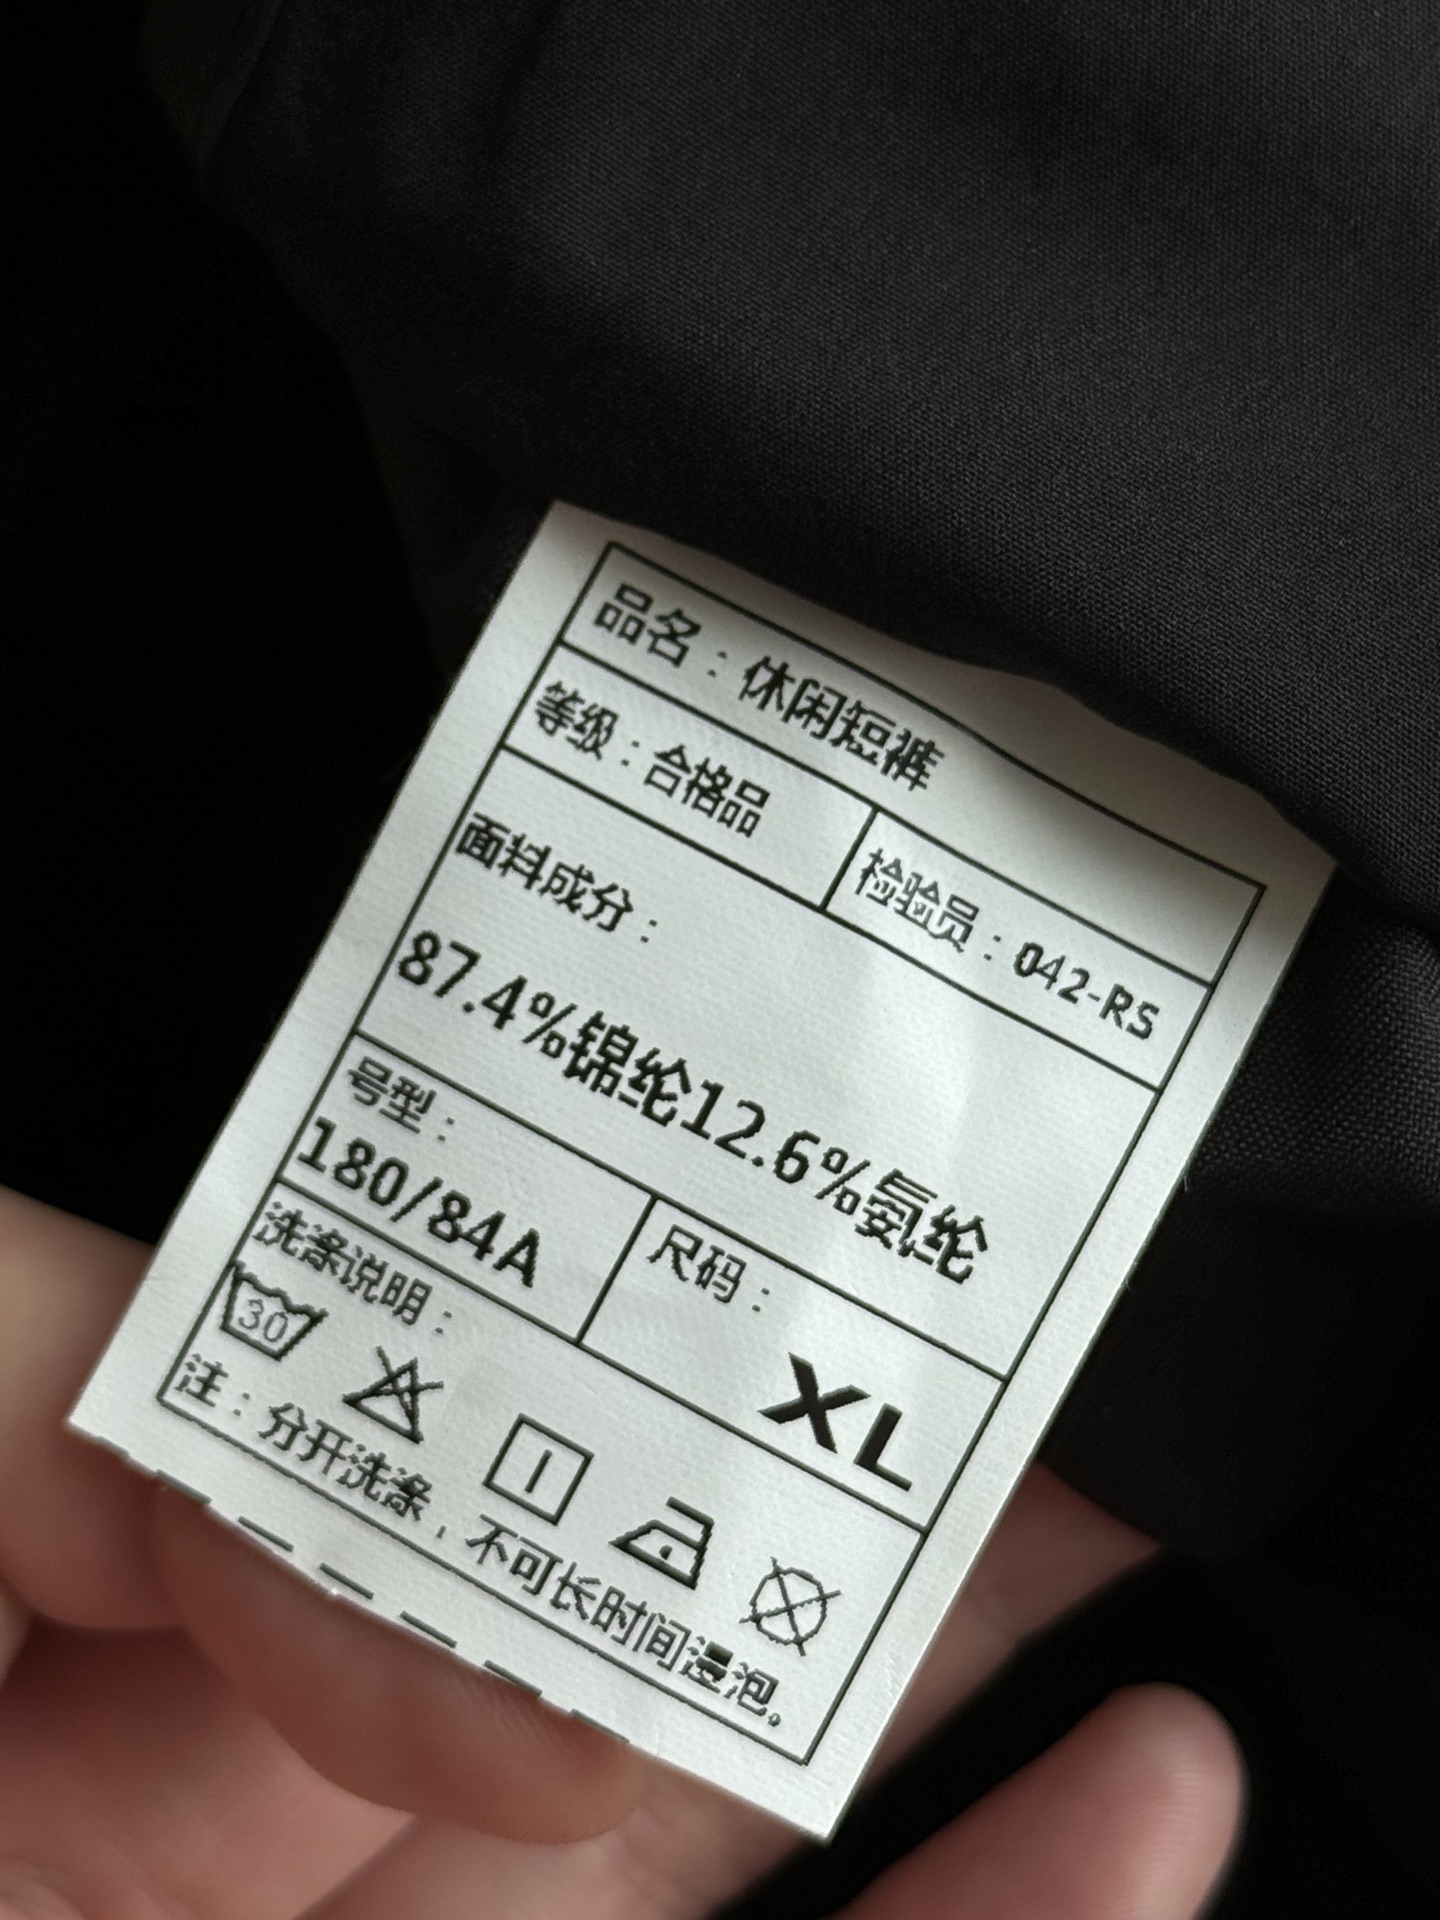 品名：休闲短裤
等级：合格品
检验员：042-RS
面料成分：
87.4%锦纶12.6%氨纶
号型：
180/84A
尺码：
XL
洗涤说明：
30
注：分开洗涤，不可长时间浸泡。